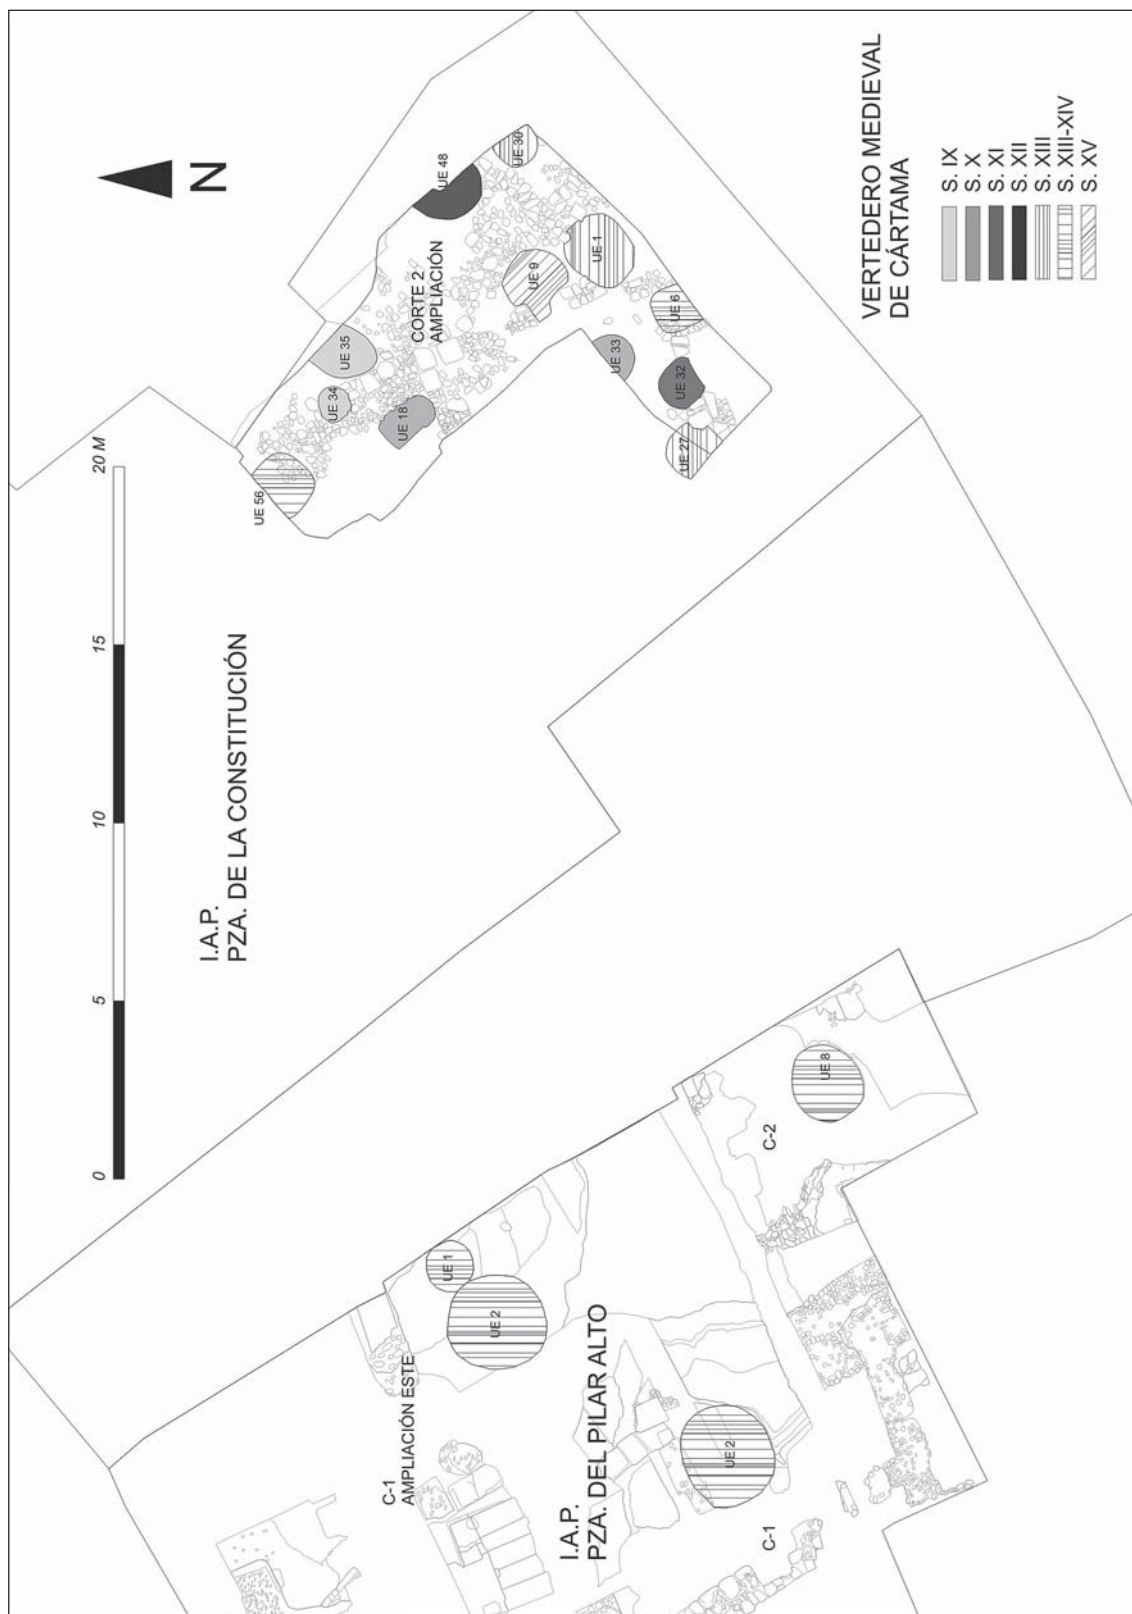 I.A.P.
PZA. DE LA CONSTITUCIÓN
0
5
10
15
20 M
N
UE 56
UE 34
UE 35
UE 18
CORTE 2
AMPLIACIÓN
UE 48
UE 30
UE 9
UE 1
UE 33
UE 6
UE 32
UE 27
VERTEDERO MEDIEVAL
DE CÁRTAMA
S. IX
S. X
S. XI
S. XII
S. XIII
S. XIII-XIV
S. XV
C-1
AMPLIACIÓN ESTE
UE 1
UE 2
I.A.P.
PZA. DEL PILAR ALTO
UE 2
C-1
C-2
UE 8